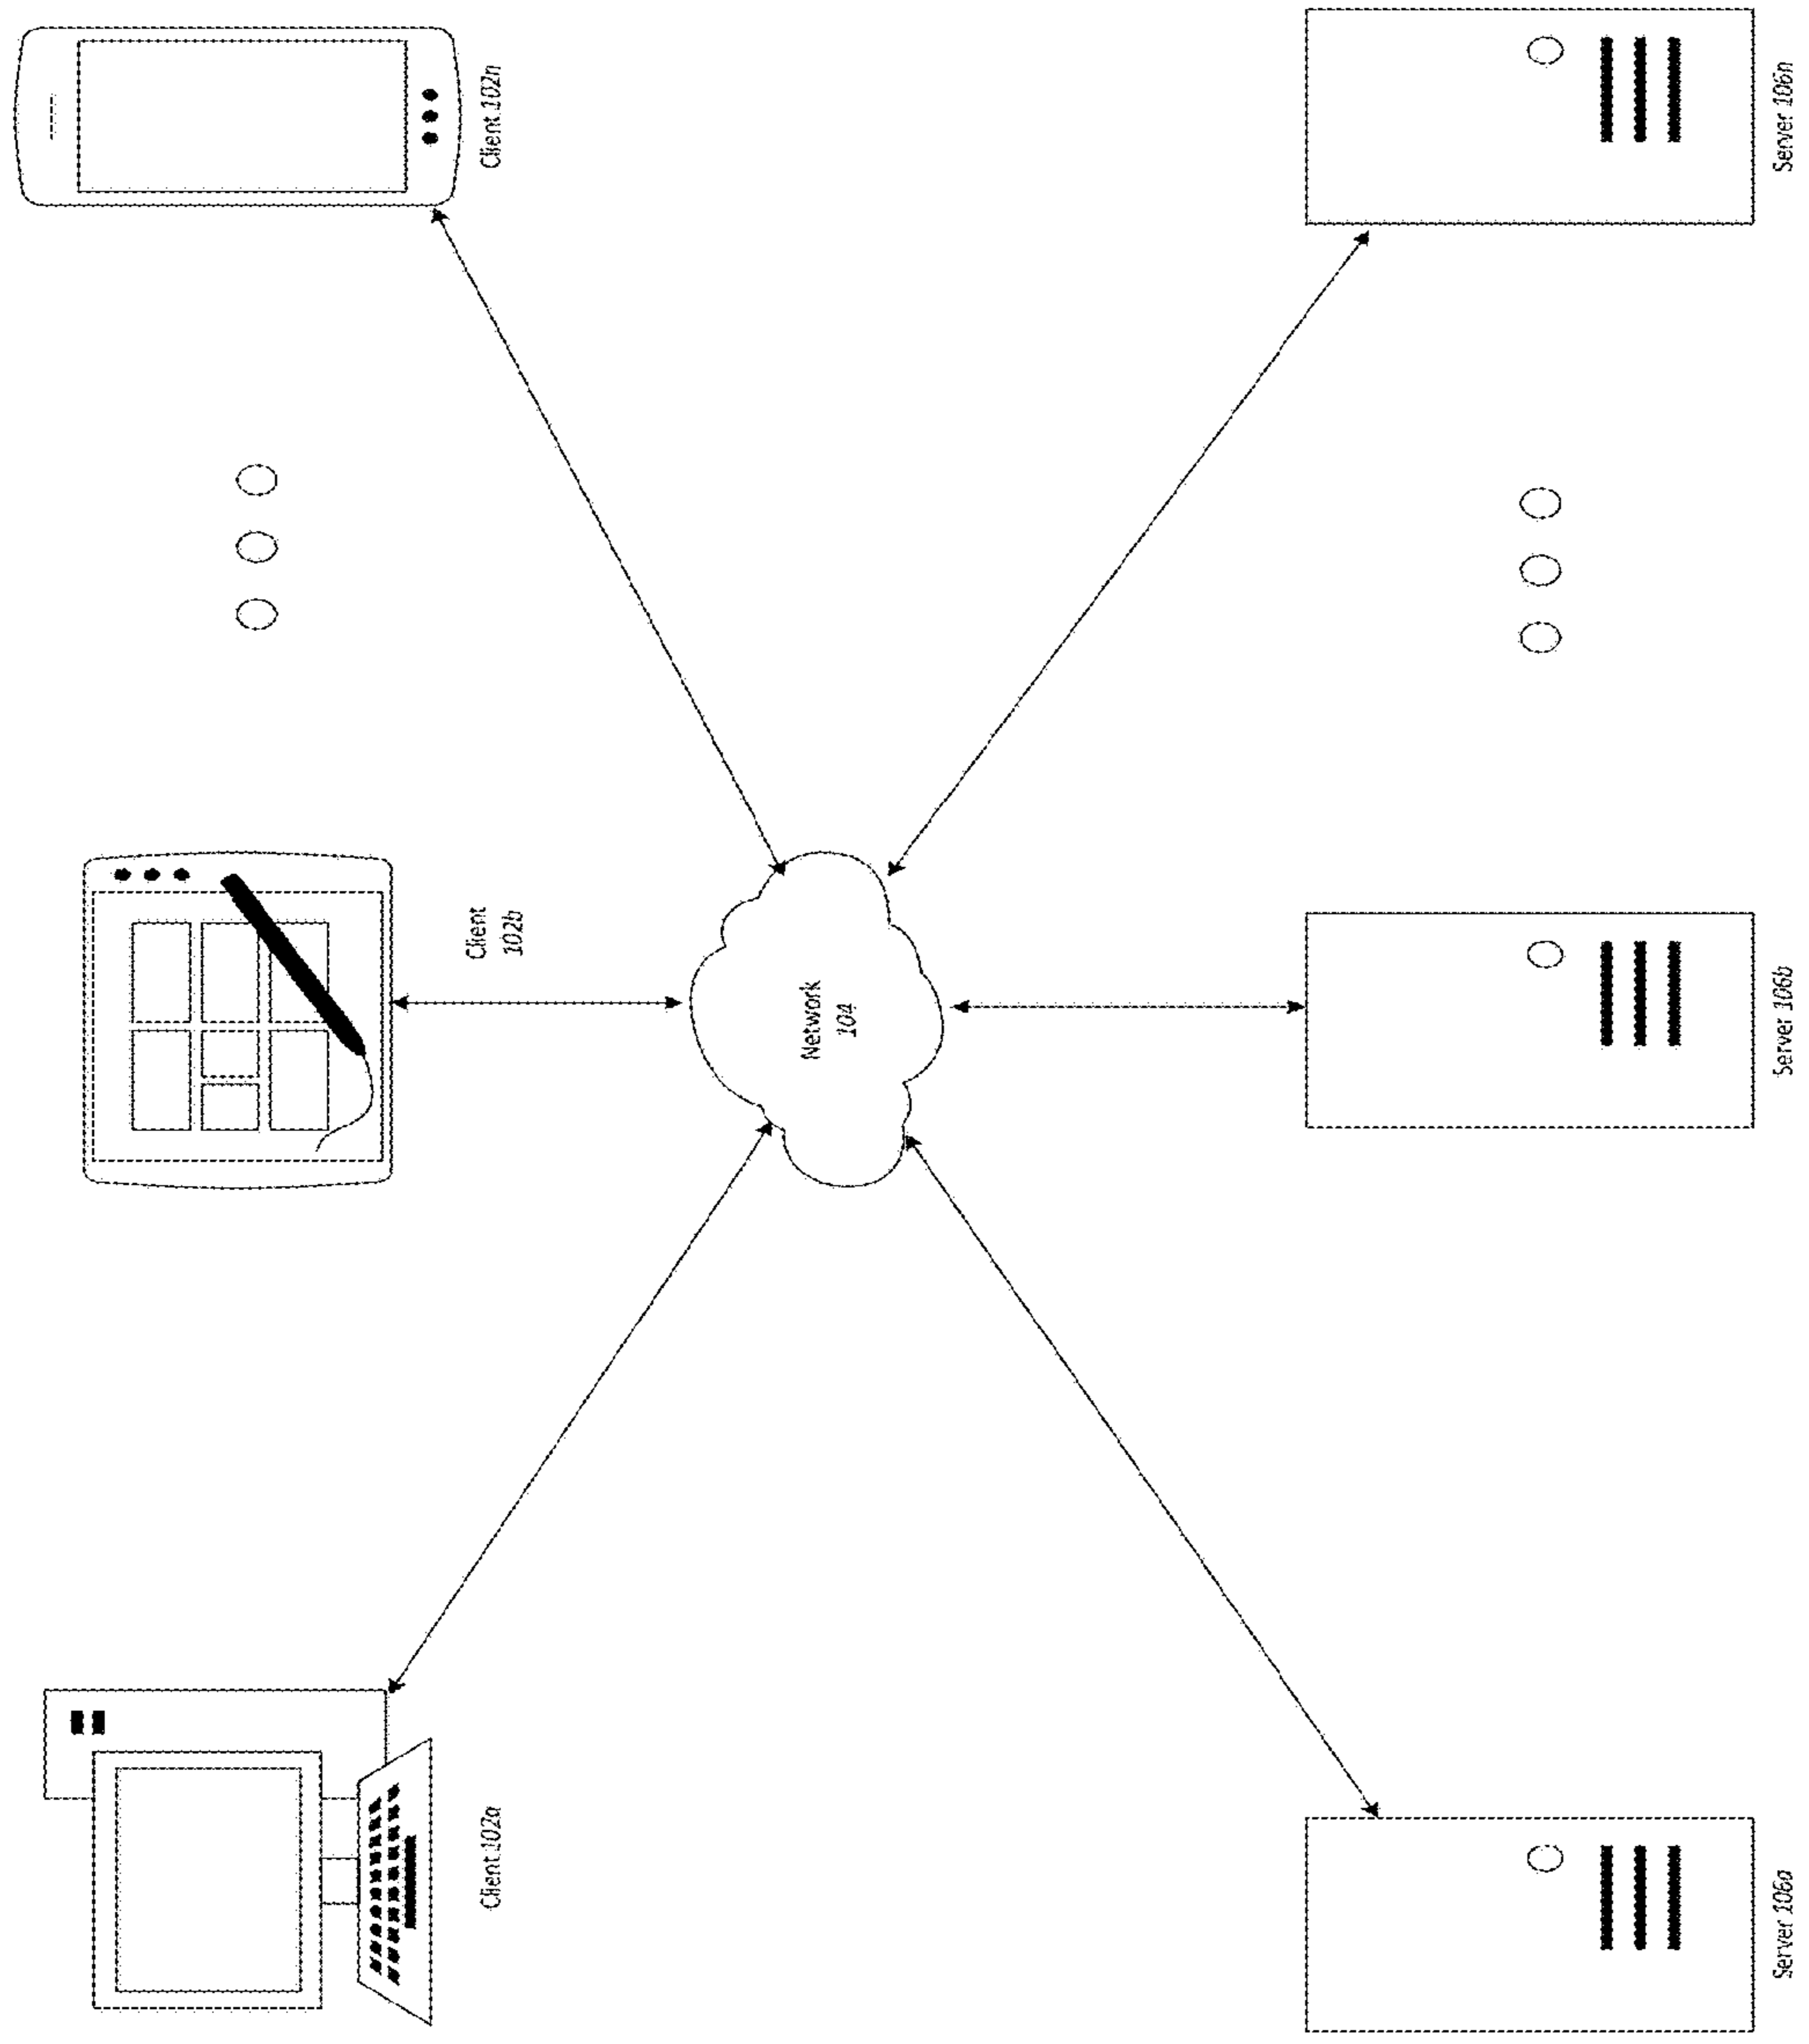 Client 102a
Client
102b
Client 102n
Network
104
Server 106a
Server 106b
Server 106n